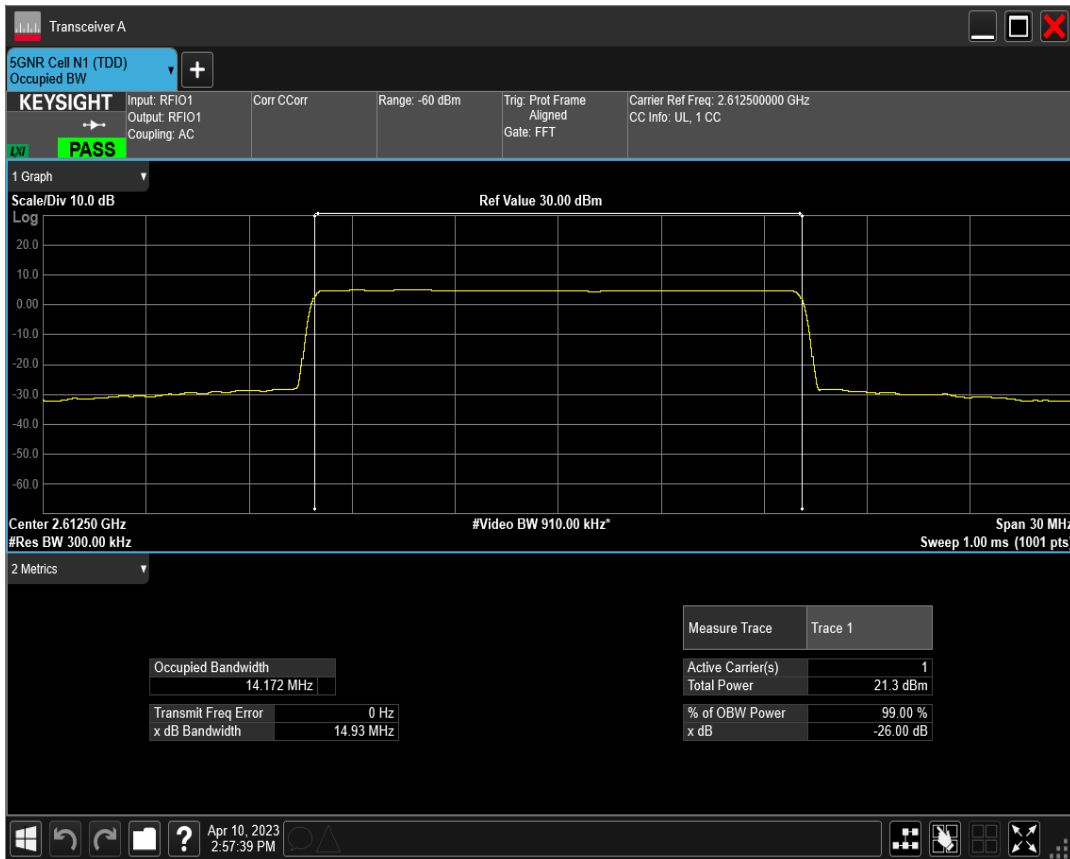 Transceiver A
5GNR Cell N1 (TDD)
Occupied BW
+
KEYSIGHT
LXI
PASS
Input: RFIO1
Output: RFIO1
Coupling: AC
Corr CCorr
Range: -60 dBm
Trig: Prot Frame
Aligned
Gate: FFT
Carrier Ref Freq: 2.612500000 GHz
CC Info: UL, 1 CC
1 Graph
Scale/Div 10.0 dB
Ref Value 30.00 dBm
Log
20.0
10.0
0.00
-10.0
-20.0
-30.0
-40.0
-50.0
-60.0
Center 2.61250 GHz
#Video BW 910.00 kHz*
Span 30 MHz
#Res BW 300.00 kHz
Sweep 1.00 ms (1001 pts)
2 Metrics
Measure Trace Trace 1
Occupied Bandwidth
14.172 MHz
Transmit Freq Error 0 Hz
x dB Bandwidth 14.93 MHz
Active Carrier(s) 1
Total Power 21.3 dBm
% of OBW Power 99.00 %
x dB -26.00 dB
?
Apr 10, 2023
2:57:39 PM